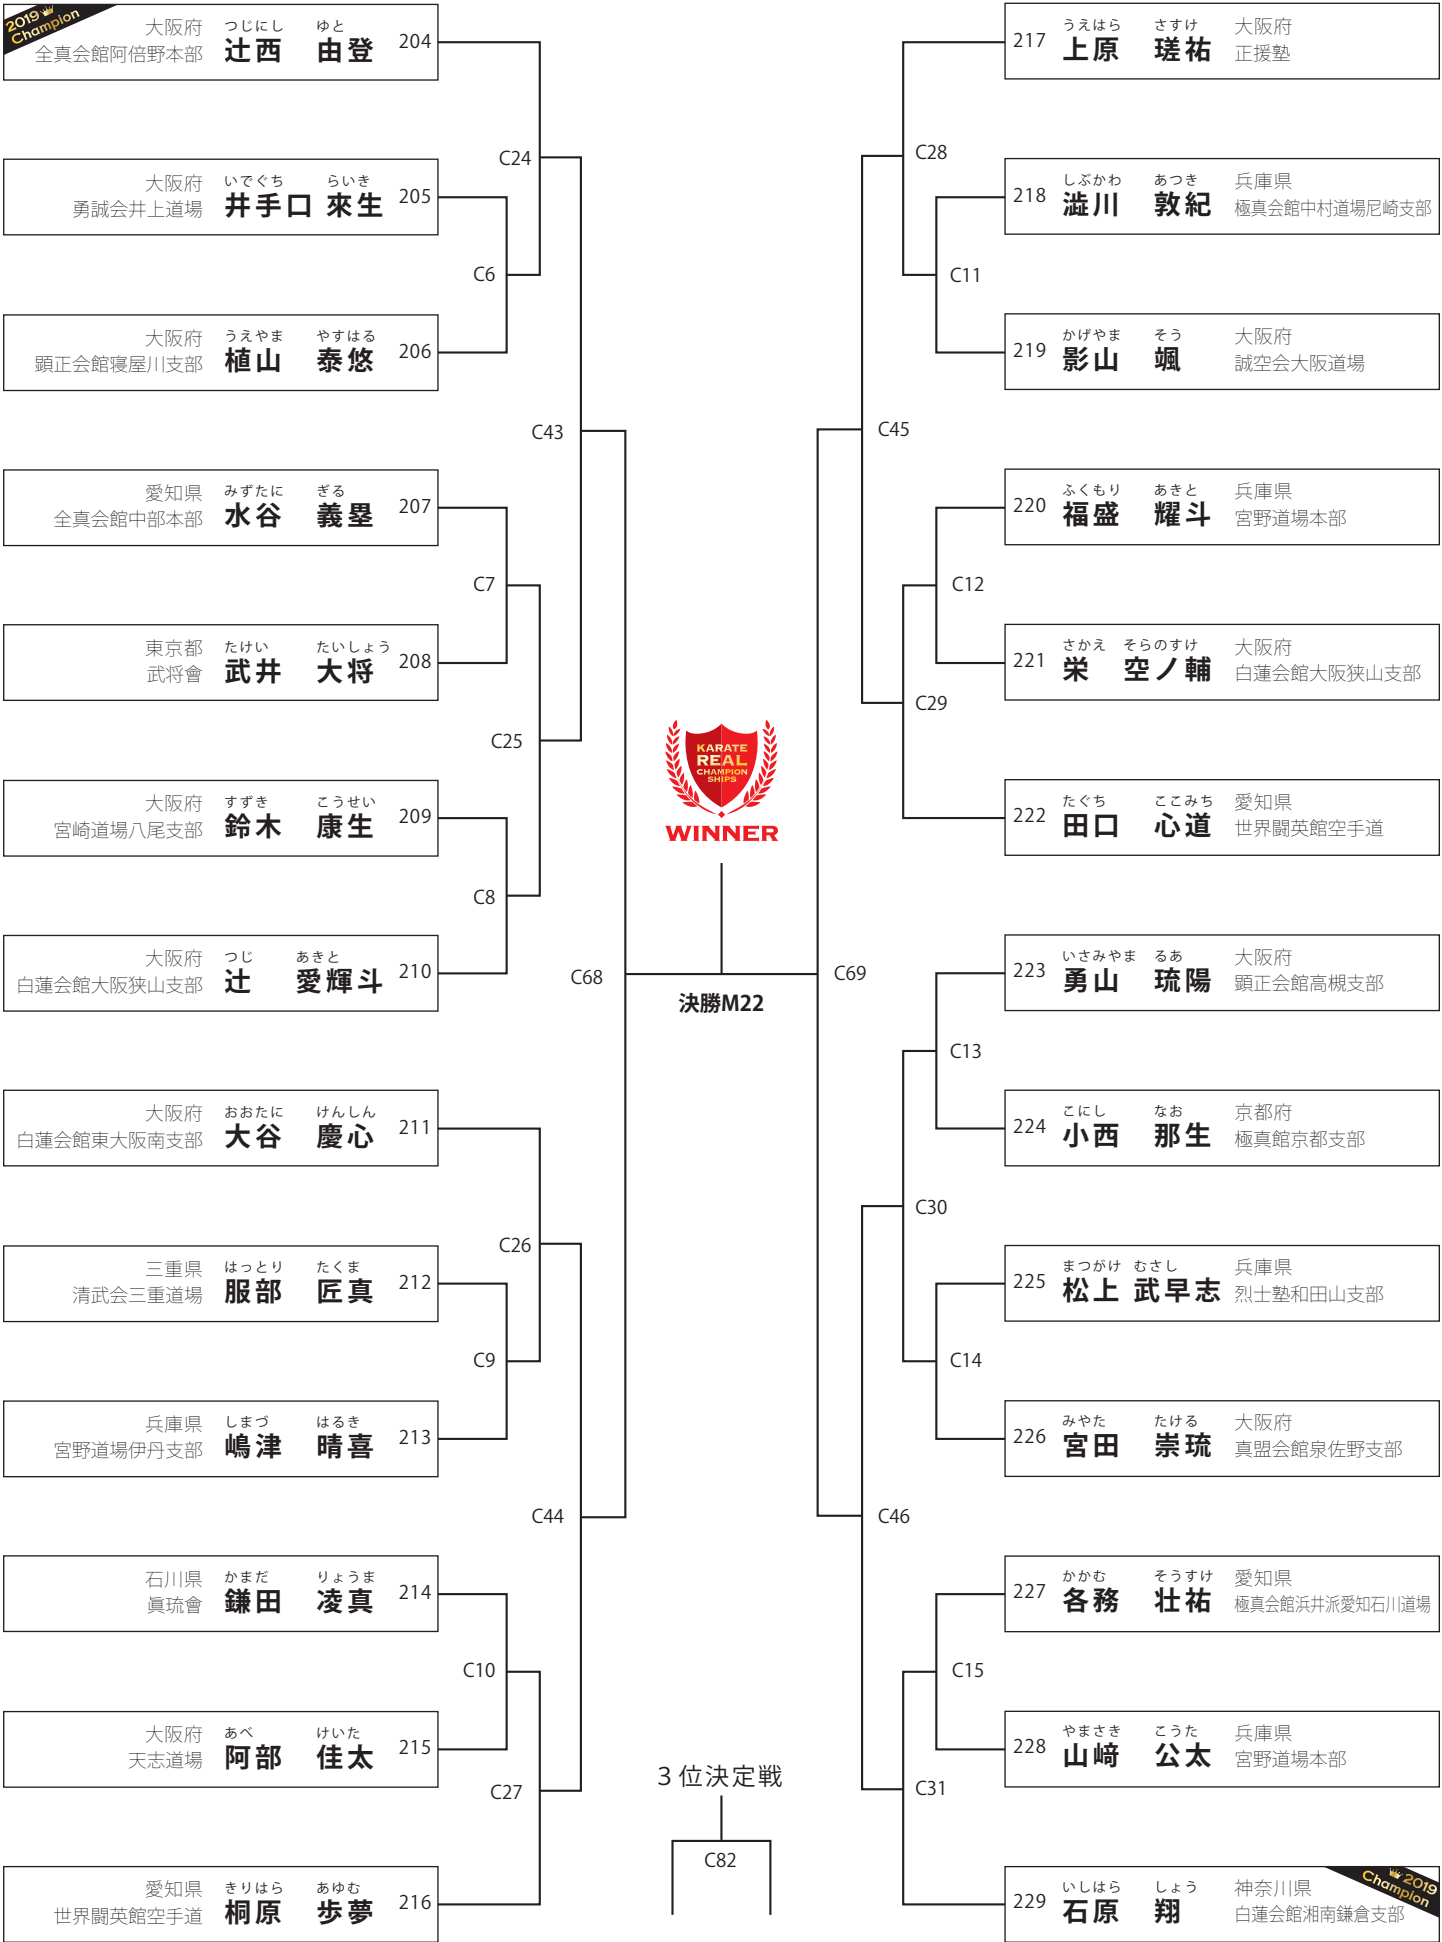 2019
Champion
大阪府
全真会館阿倍野本部
つじにし ゆと
辻西 由登
204
大阪府
勇誠会井上道場
いでぐち らいき
井手口 來生
205
大阪府
顕正会館寝屋川支部
うえやま やすはる
植山 泰悠
206
愛知県
全真会館中部本部
みずたに ぎる
水谷 義塁
207
東京都
武将會
たけい たいしょう
武井 大将
208
大阪府
宮崎道場八尾支部
すずき こうせい
鈴木 康生
209
大阪府
白蓮会館大阪狭山支部
つじ あきと
辻 愛輝斗
210
大阪府
白蓮会館東大阪南支部
おおたに けんしん
大谷 慶心
211
三重県
清武会三重道場
はっとり たくま
服部 匠真
212
兵庫県
宮野道場伊丹支部
しまづ はるき
嶋津 晴喜
213
石川県
眞琉會
かまだ りょうま
鎌田 凌真
214
大阪府
天志道場
あべ けいた
阿部 佳太
215
愛知県
世界闘英館空手道
きりはら あゆむ
桐原 歩夢
216
C24
C6
C43
C7
C25
C8
C68
C26
C9
C44
C10
C27
KARATE
REAL
CHAMPION
SHIPS
WINNER
決勝M22
3位決定戦
C82
C28
C11
C45
C12
C29
C69
C13
C30
C14
C46
C15
C31
217
うえはら さすけ
上原 瑳祐
大阪府
正援塾
218
しぶかわ あつき
澁川 敦紀
兵庫県
極真会館中村道場尼崎支部
219
かげやま そう
影山 颯
大阪府
誠空会大阪道場
220
ふくもり あきと
福盛 耀斗
兵庫県
宮野道場本部
221
さかえ そらのすけ
栄 空ノ輔
大阪府
白蓮会館大阪狭山支部
222
たぐち ここみち
田口 心道
愛知県
世界闘英館空手道
223
いさみやま るあ
勇山 琉陽
大阪府
顕正会館高槻支部
224
こにし なお
小西 那生
京都府
極真館京都支部
225
まつがけ むさし
松上 武早志
兵庫県
烈士塾和田山支部
226
みやた たける
宮田 崇琉
大阪府
真盟会館泉佐野支部
227
かかむ そうすけ
各務 壮祐
愛知県
極真会館浜井派愛知石川道場
228
やまさき こうた
山﨑 公太
兵庫県
宮野道場本部
229
いしはら しょう
石原 翔
神奈川県
白蓮会館湘南鎌倉支部
2019
Champion